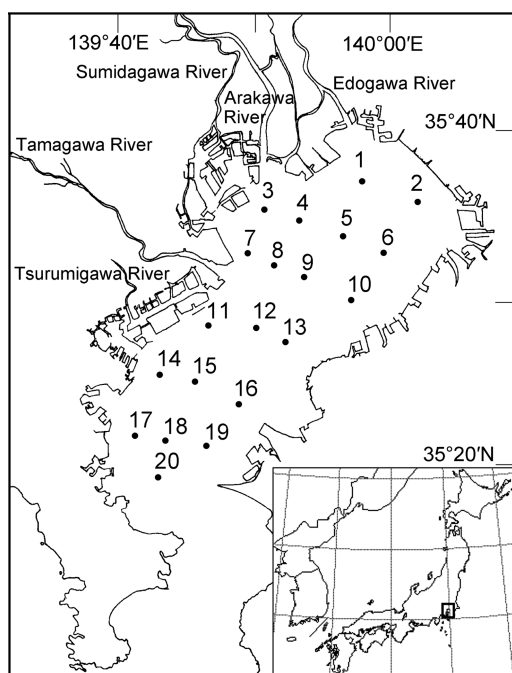 139°40′E
140°00′E
Sumidagawa River
Edogawa River
Arakawa
River
35°40′N
Tamagawa River
1
2
3
4
5
6
7
8
9
Tsurumigawa River
10
11
12
13
14
15
16
17
18
19
35°20′N
20